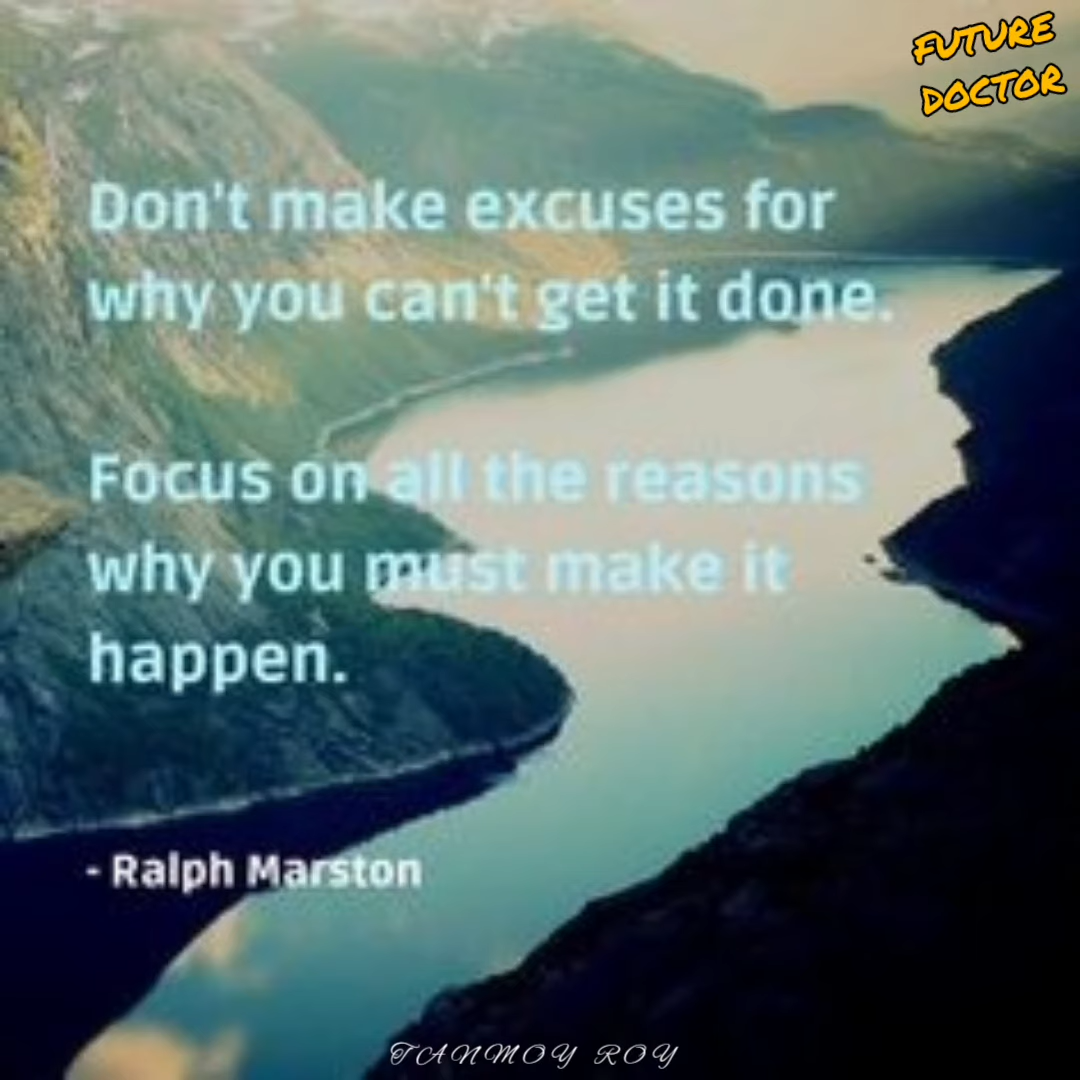 FUTURE
DOCTOR
Don't make excuses for
why you can't get it done.
Focus on all the reasons
why you must make it
happen.
- Ralph Marston
TANMOY ROY